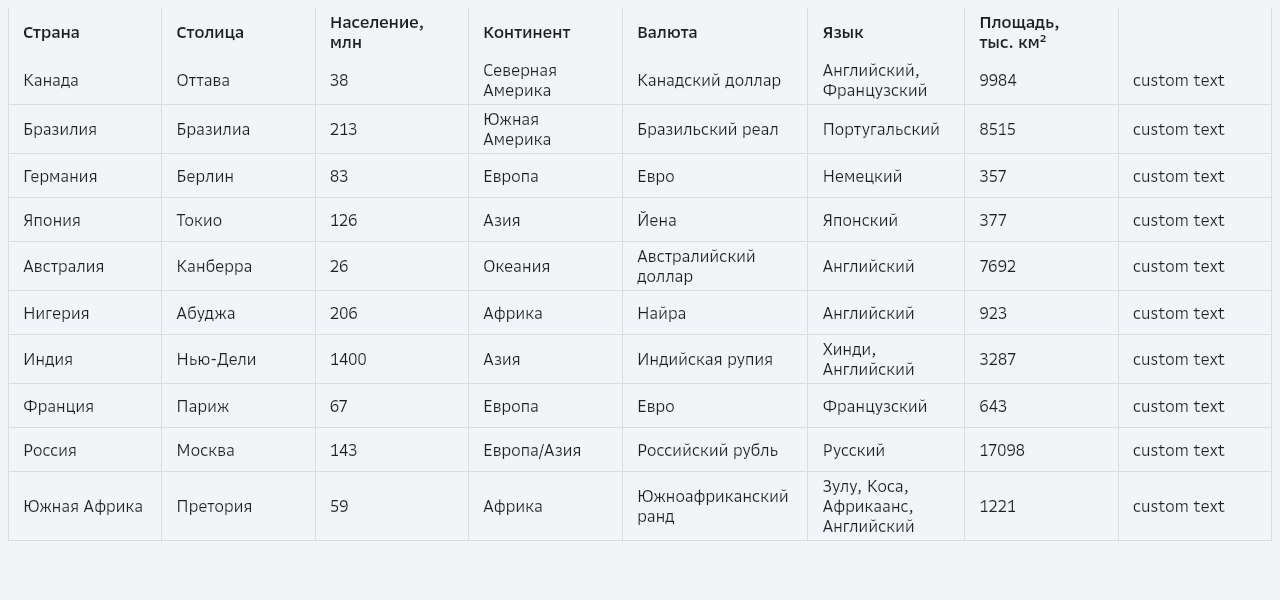 Страна Столица Население, млн Континент Валюта Язык Площадь, тыс. км²
Канада Оттава 38 Северная Америка Канадский доллар Английский, Французский 9984 custom text
Бразилия Бразилиа 213 Южная Америка Бразильский реал Португальский 8515 custom text
Германия Берлин 83 Европа Евро Немецкий 357 custom text
Япония Токио 126 Азия Йена Японский 377 custom text
Австралия Канберра 26 Океания Австралийский доллар Английский 7692 custom text
Нигерия Абуджа 206 Африка Найра Английский 923 custom text
Индия Нью-Дели 1400 Азия Индийская рупия Хинди, Английский 3287 custom text
Франция Париж 67 Европа Евро Французский 643 custom text
Россия Москва 143 Европа/Азия Российский рубль Русский 17098 custom text
Южная Африка Претория 59 Африка Южноафриканский ранд Зулу, Коса, Африкаанс, Английский 1221 custom text